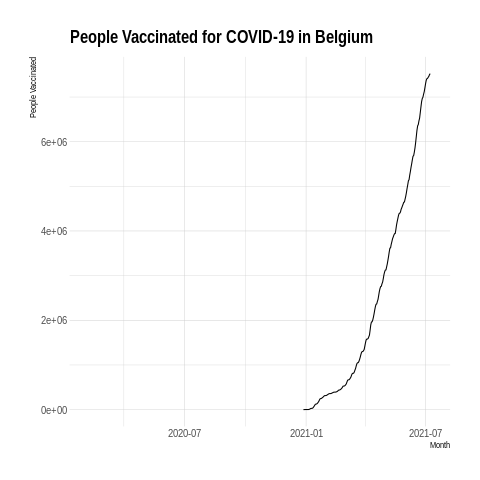 People Vaccinated for COVID-19 in Belgium
People Vaccinated
6e+06
4e+06
2e+06
0e+00
2020-07 2021-01 2021-07
Month